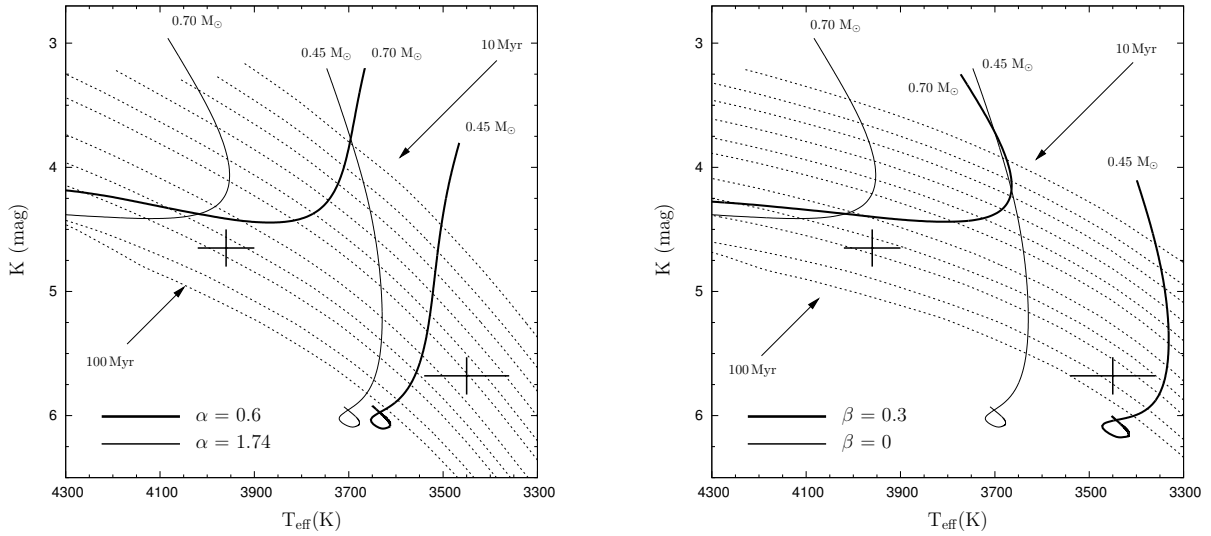 0.70 M⊙
0.45 M⊙
0.70 M⊙
10 Myr
0.45 M⊙
100 Myr
α = 0.6
α = 1.74
3
4
5
6
K (mag)
4300
4100
3900
3700
3500
3300
T_eff(K)
0.70 M⊙
0.45 M⊙
0.70 M⊙
10 Myr
0.45 M⊙
100 Myr
β = 0.3
β = 0
3
4
5
6
K (mag)
4300
4100
3900
3700
3500
3300
T_eff(K)